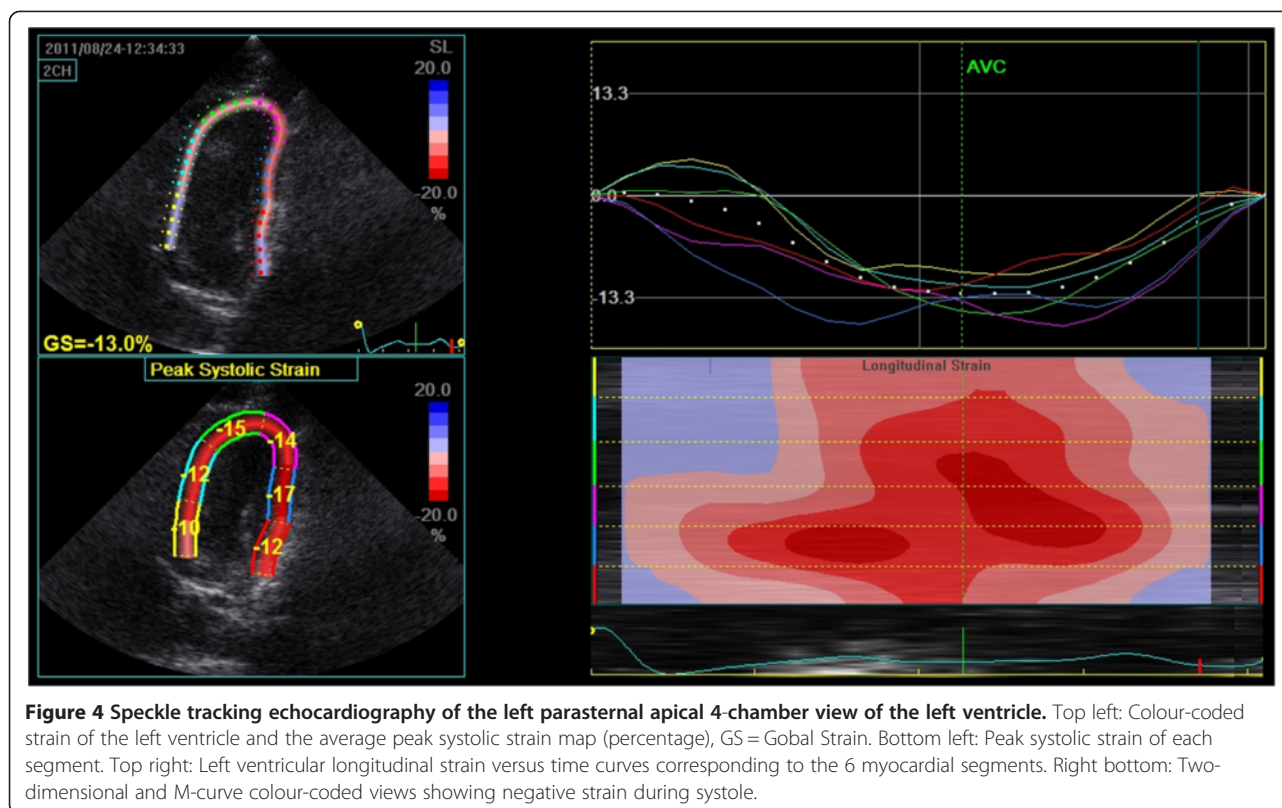 2011/08/24-12:34:33
SL
2CH
20.0
-20.0
%
GS=-13.0%
AVC
13.3
0.0
-13.3
Peak Systolic Strain
20.0
-20.0
%
-15
-14
-12
-17
-10
-12
Longitudinal Strain
Figure 4 Speckle tracking echocardiography of the left parasternal apical 4-chamber view of the left ventricle. Top left: Colour-coded
strain of the left ventricle and the average peak systolic strain map (percentage), GS = Gobal Strain. Bottom left: Peak systolic strain of each
segment. Top right: Left ventricular longitudinal strain versus time curves corresponding to the 6 myocardial segments. Right bottom: Two-
dimensional and M-curve colour-coded views showing negative strain during systole.